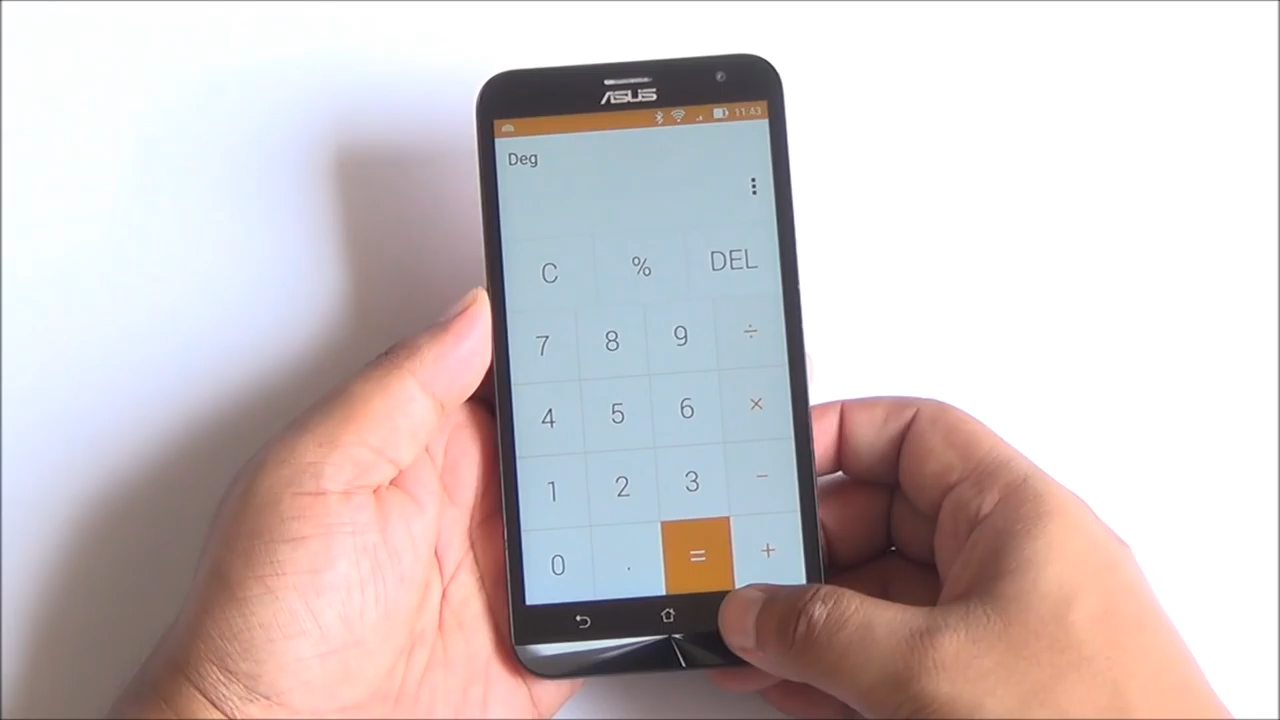 ASUS
11:43
Deg
C % DEL
7 8 9 ÷
4 5 6 ×
1 2 3 −
0 . = +